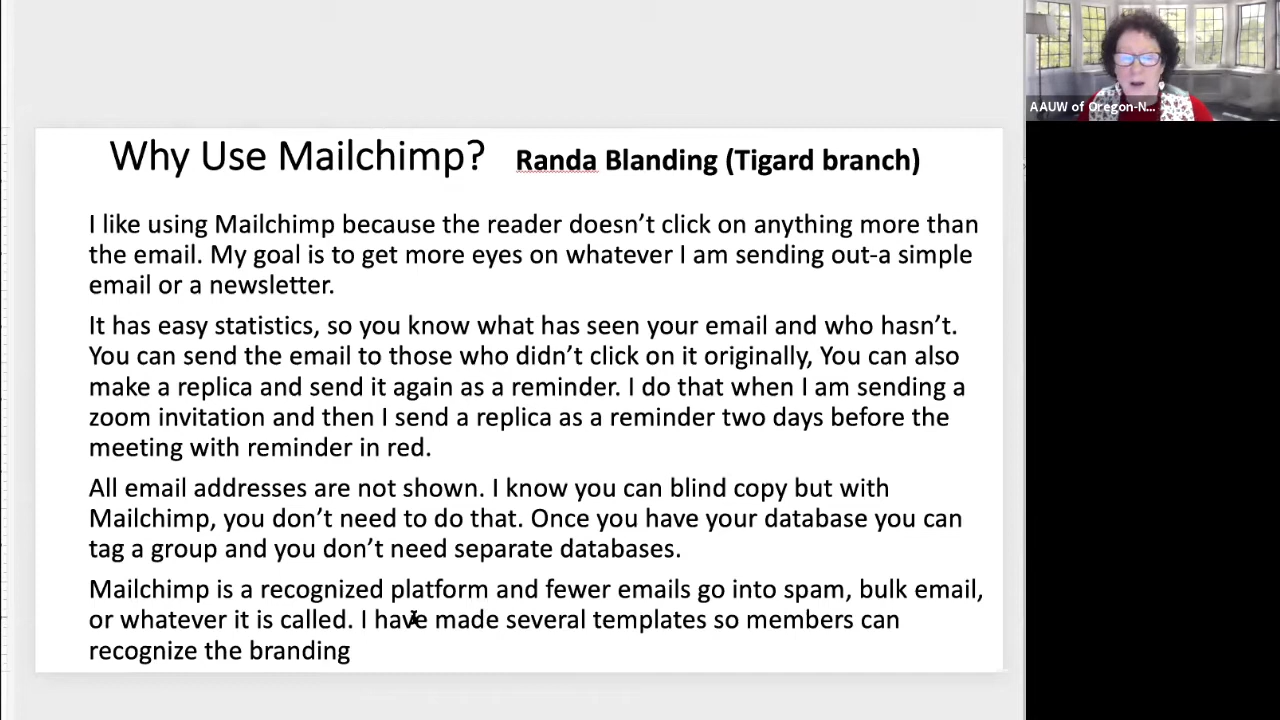 Why Use Mailchimp? Randa Blanding (Tigard branch)
I like using Mailchimp because the reader doesn’t click on anything more than
the email. My goal is to get more eyes on whatever I am sending out-a simple
email or a newsletter.
It has easy statistics, so you know what has seen your email and who hasn’t.
You can send the email to those who didn’t click on it originally, You can also
make a replica and send it again as a reminder. I do that when I am sending a
zoom invitation and then I send a replica as a reminder two days before the
meeting with reminder in red.
All email addresses are not shown. I know you can blind copy but with
Mailchimp, you don’t need to do that. Once you have your database you can
tag a group and you don’t need separate databases.
Mailchimp is a recognized platform and fewer emails go into spam, bulk email,
or whatever it is called. I have made several templates so members can
recognize the branding
AAUW of Oregon-N...